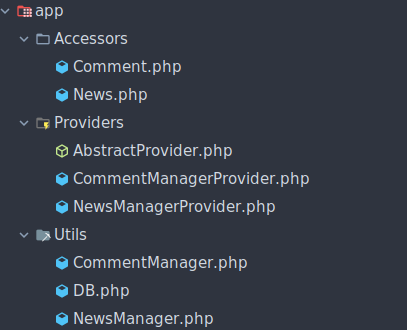 app
Accessors
Comment.php
News.php
Providers
AbstractProvider.php
CommentManagerProvider.php
NewsManagerProvider.php
Utils
CommentManager.php
DB.php
NewsManager.php